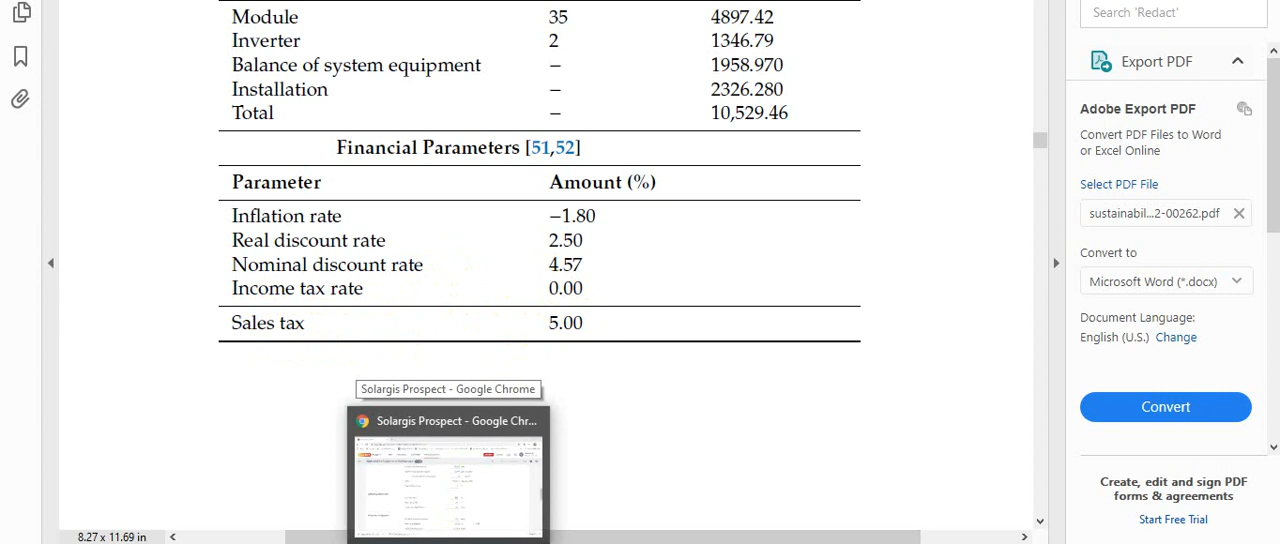 Module 35 4897.42
Inverter 2 1346.79
Balance of system equipment – 1958.970
Installation – 2326.280
Total – 10,529.46
Financial Parameters [51,52]
Parameter Amount (%)
Inflation rate −1.80
Real discount rate 2.50
Nominal discount rate 4.57
Income tax rate 0.00
Sales tax 5.00
Solargis Prospect - Google Chrome
Solargis Prospect - Google Chr...
8.27 x 11.69 in
Search 'Redact'
Export PDF
Adobe Export PDF
Convert PDF Files to Word
or Excel Online
Select PDF File
sustainabil...2-00262.pdf
Convert to
Microsoft Word (*.docx)
Document Language:
English (U.S.) Change
Convert
Create, edit and sign PDF
forms & agreements
Start Free Trial